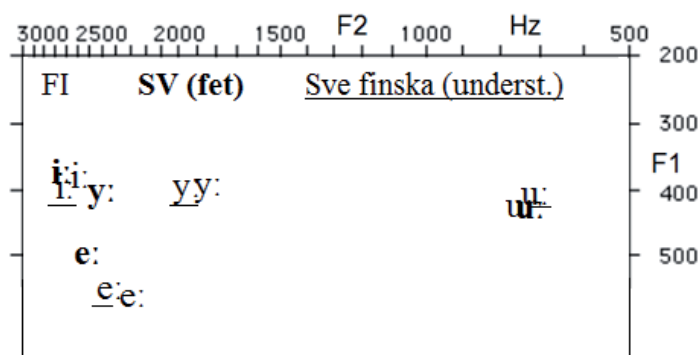 3000 2500 2000 1500 F2 1000 Hz 500
200
FI SV (fet) Sve finska (underst.)
300
F1
i: i: i: y: y: y: u: u: u: 400
e: 500
e: e: